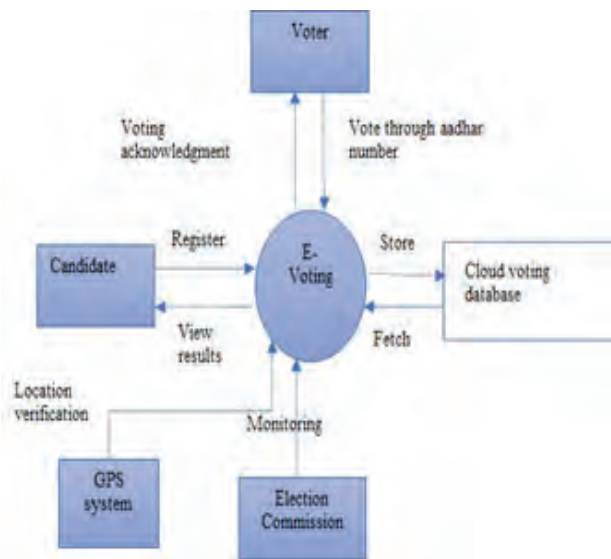 Voter
Voting
acknowledgment
Vote through aadhar
number
Register
Candidate
E-
Voting
Store
Cloud voting
database
View
results
Fetch
Location
verification
Monitoring
GPS
system
Election
Commission